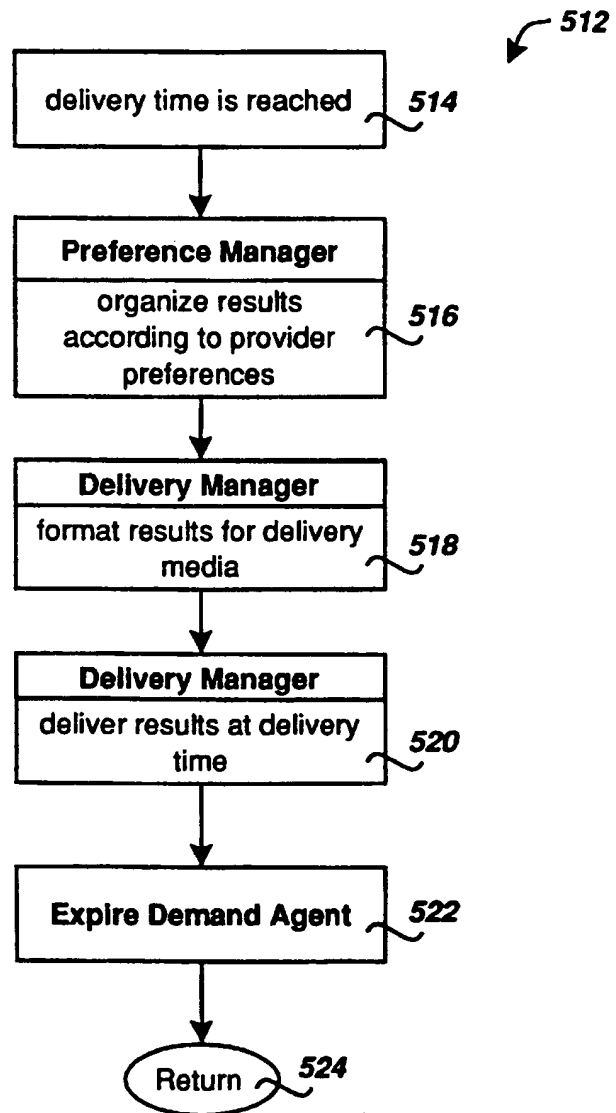 512
delivery time is reached
514
Preference Manager
organize results
according to provider
preferences
516
Delivery Manager
format results for delivery
media
518
Delivery Manager
deliver results at delivery
time
520
Expire Demand Agent
522
Return
524